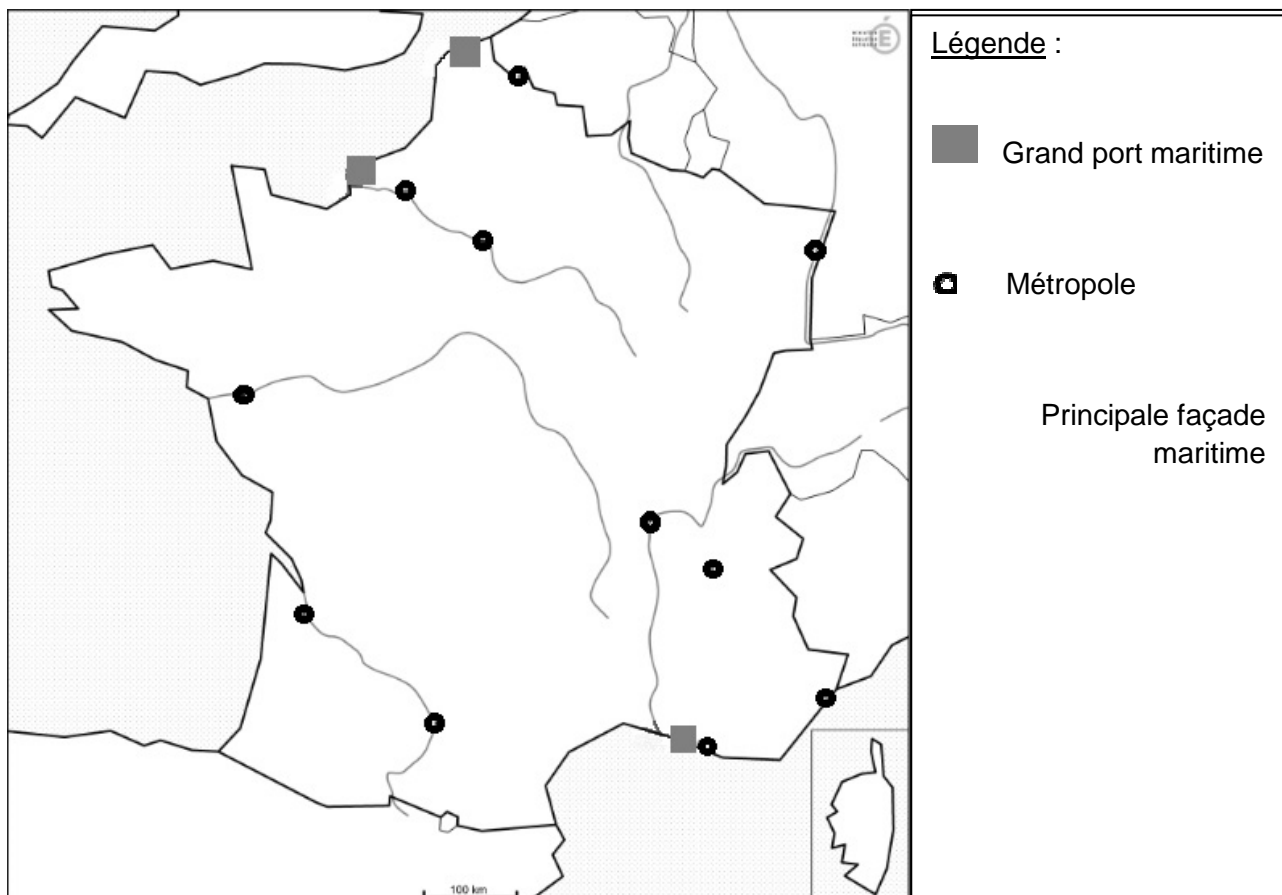 Légende :
Grand port maritime
Métropole
Principale façade
maritime
100 km